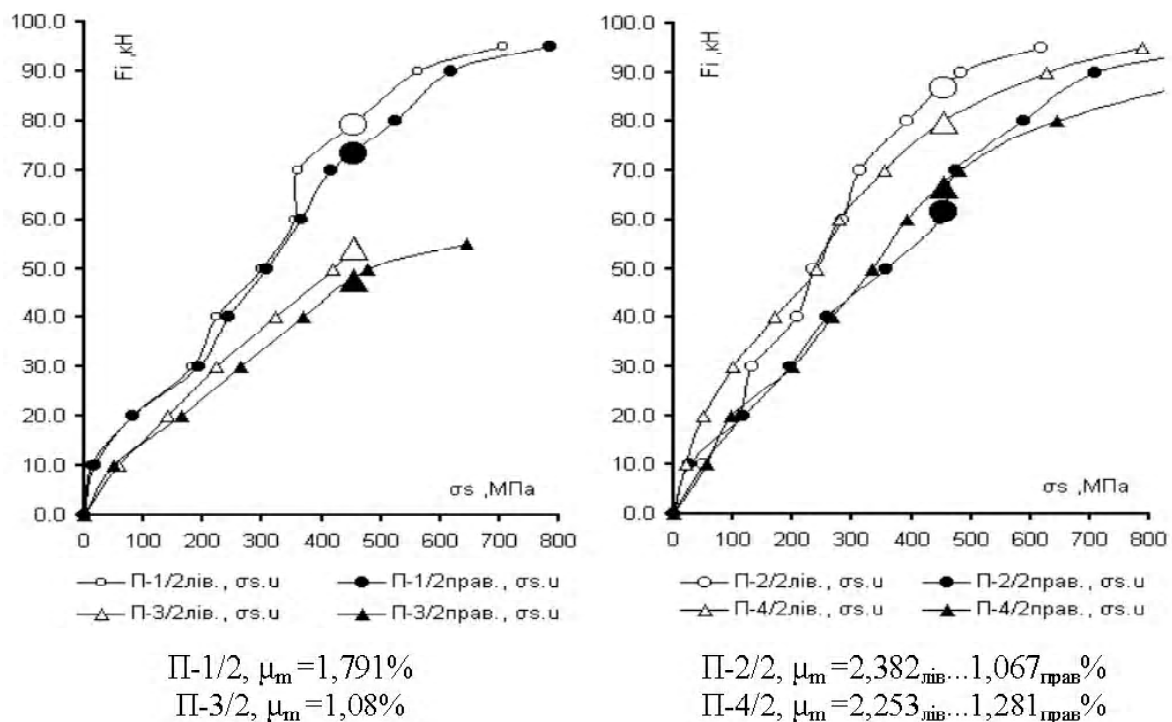 Fi ,кН
100.0
90.0
80.0
70.0
60.0
50.0
40.0
30.0
20.0
10.0
0.0
σs ,МПа
0 100 200 300 400 500 600 700 800
П-1/2лів. , σs.u П-1/2прав. , σs.u
П-3/2лів. , σs.u П-3/2прав. , σs.u
П-1/2, μm =1,791%
П-3/2, μm =1,08%
Fi ,кН
100.0
90.0
80.0
70.0
60.0
50.0
40.0
30.0
20.0
10.0
0.0
σs ,МПа
0 100 200 300 400 500 600 700 800
П-2/2лів. , σs.u П-2/2прав. , σs.u
П-4/2лів. , σs.u П-4/2прав. , σs.u
П-2/2, μm =2,382лів...1,067прав%
П-4/2, μm =2,253лів...1,281прав%